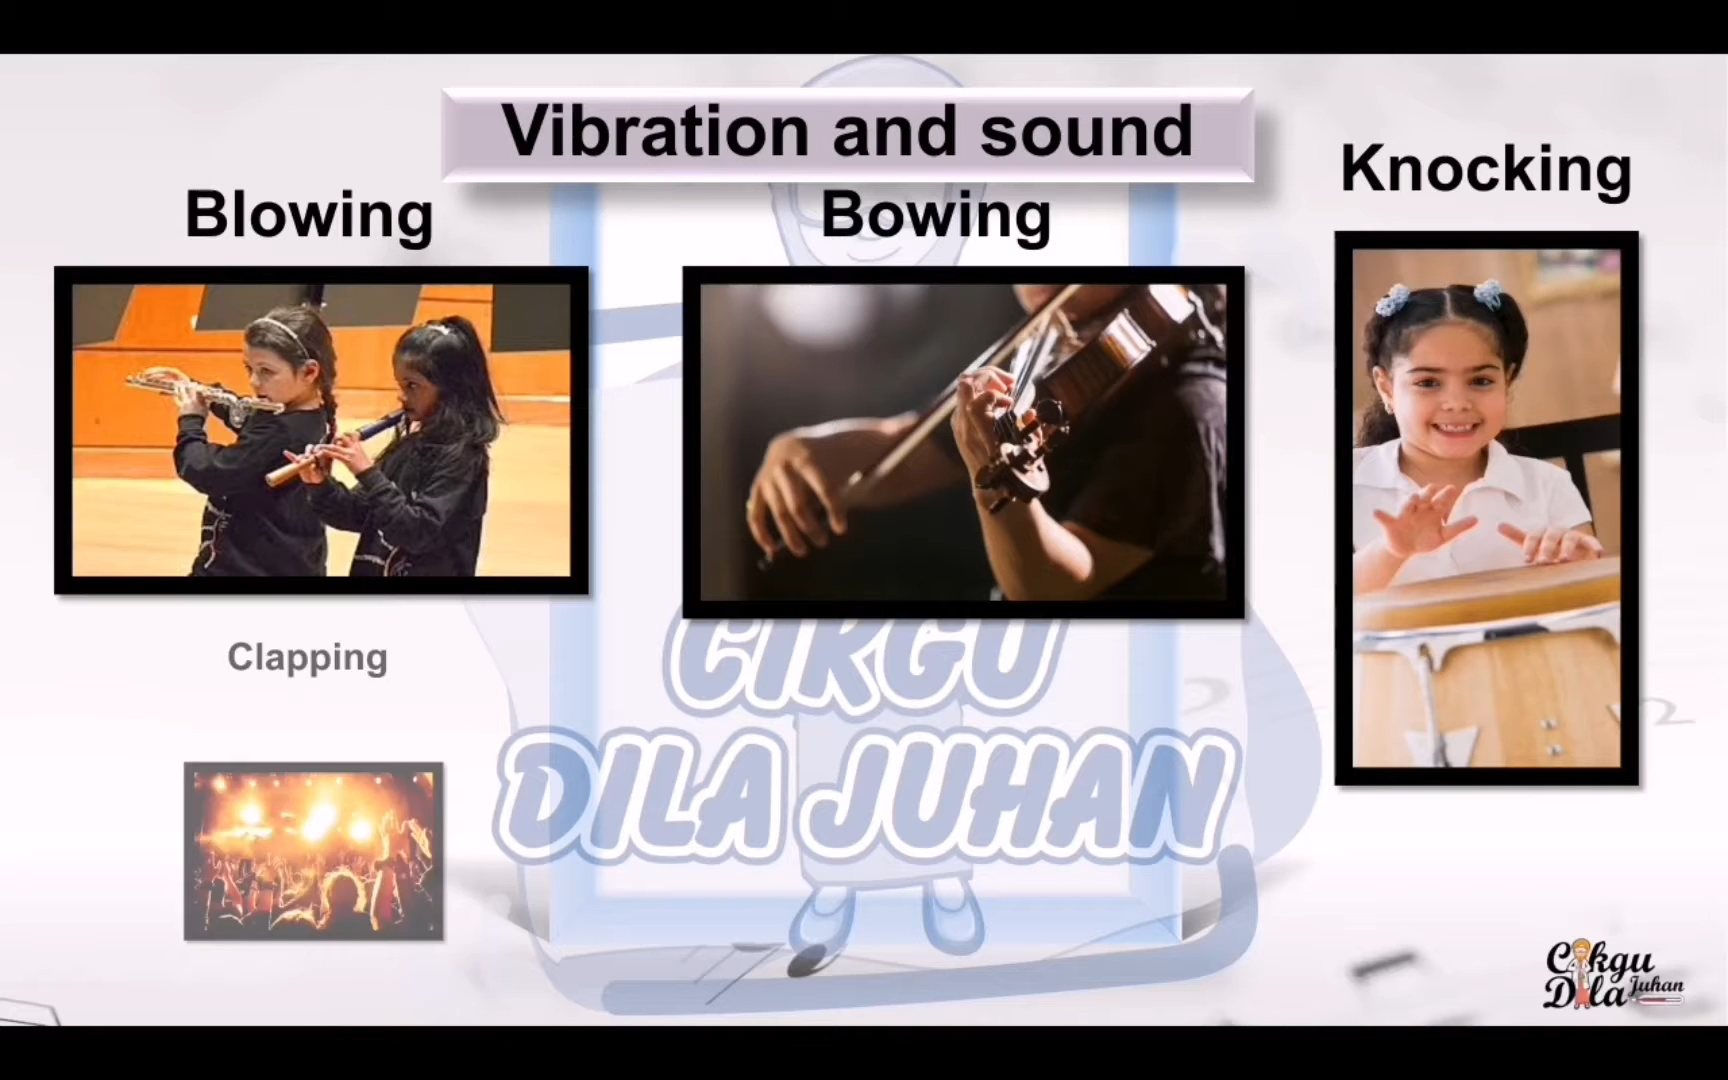 Vibration and sound
Blowing
Bowing
Knocking
Clapping
CIKGU
DILA JUHAN
Cikgu
Dila Juhan